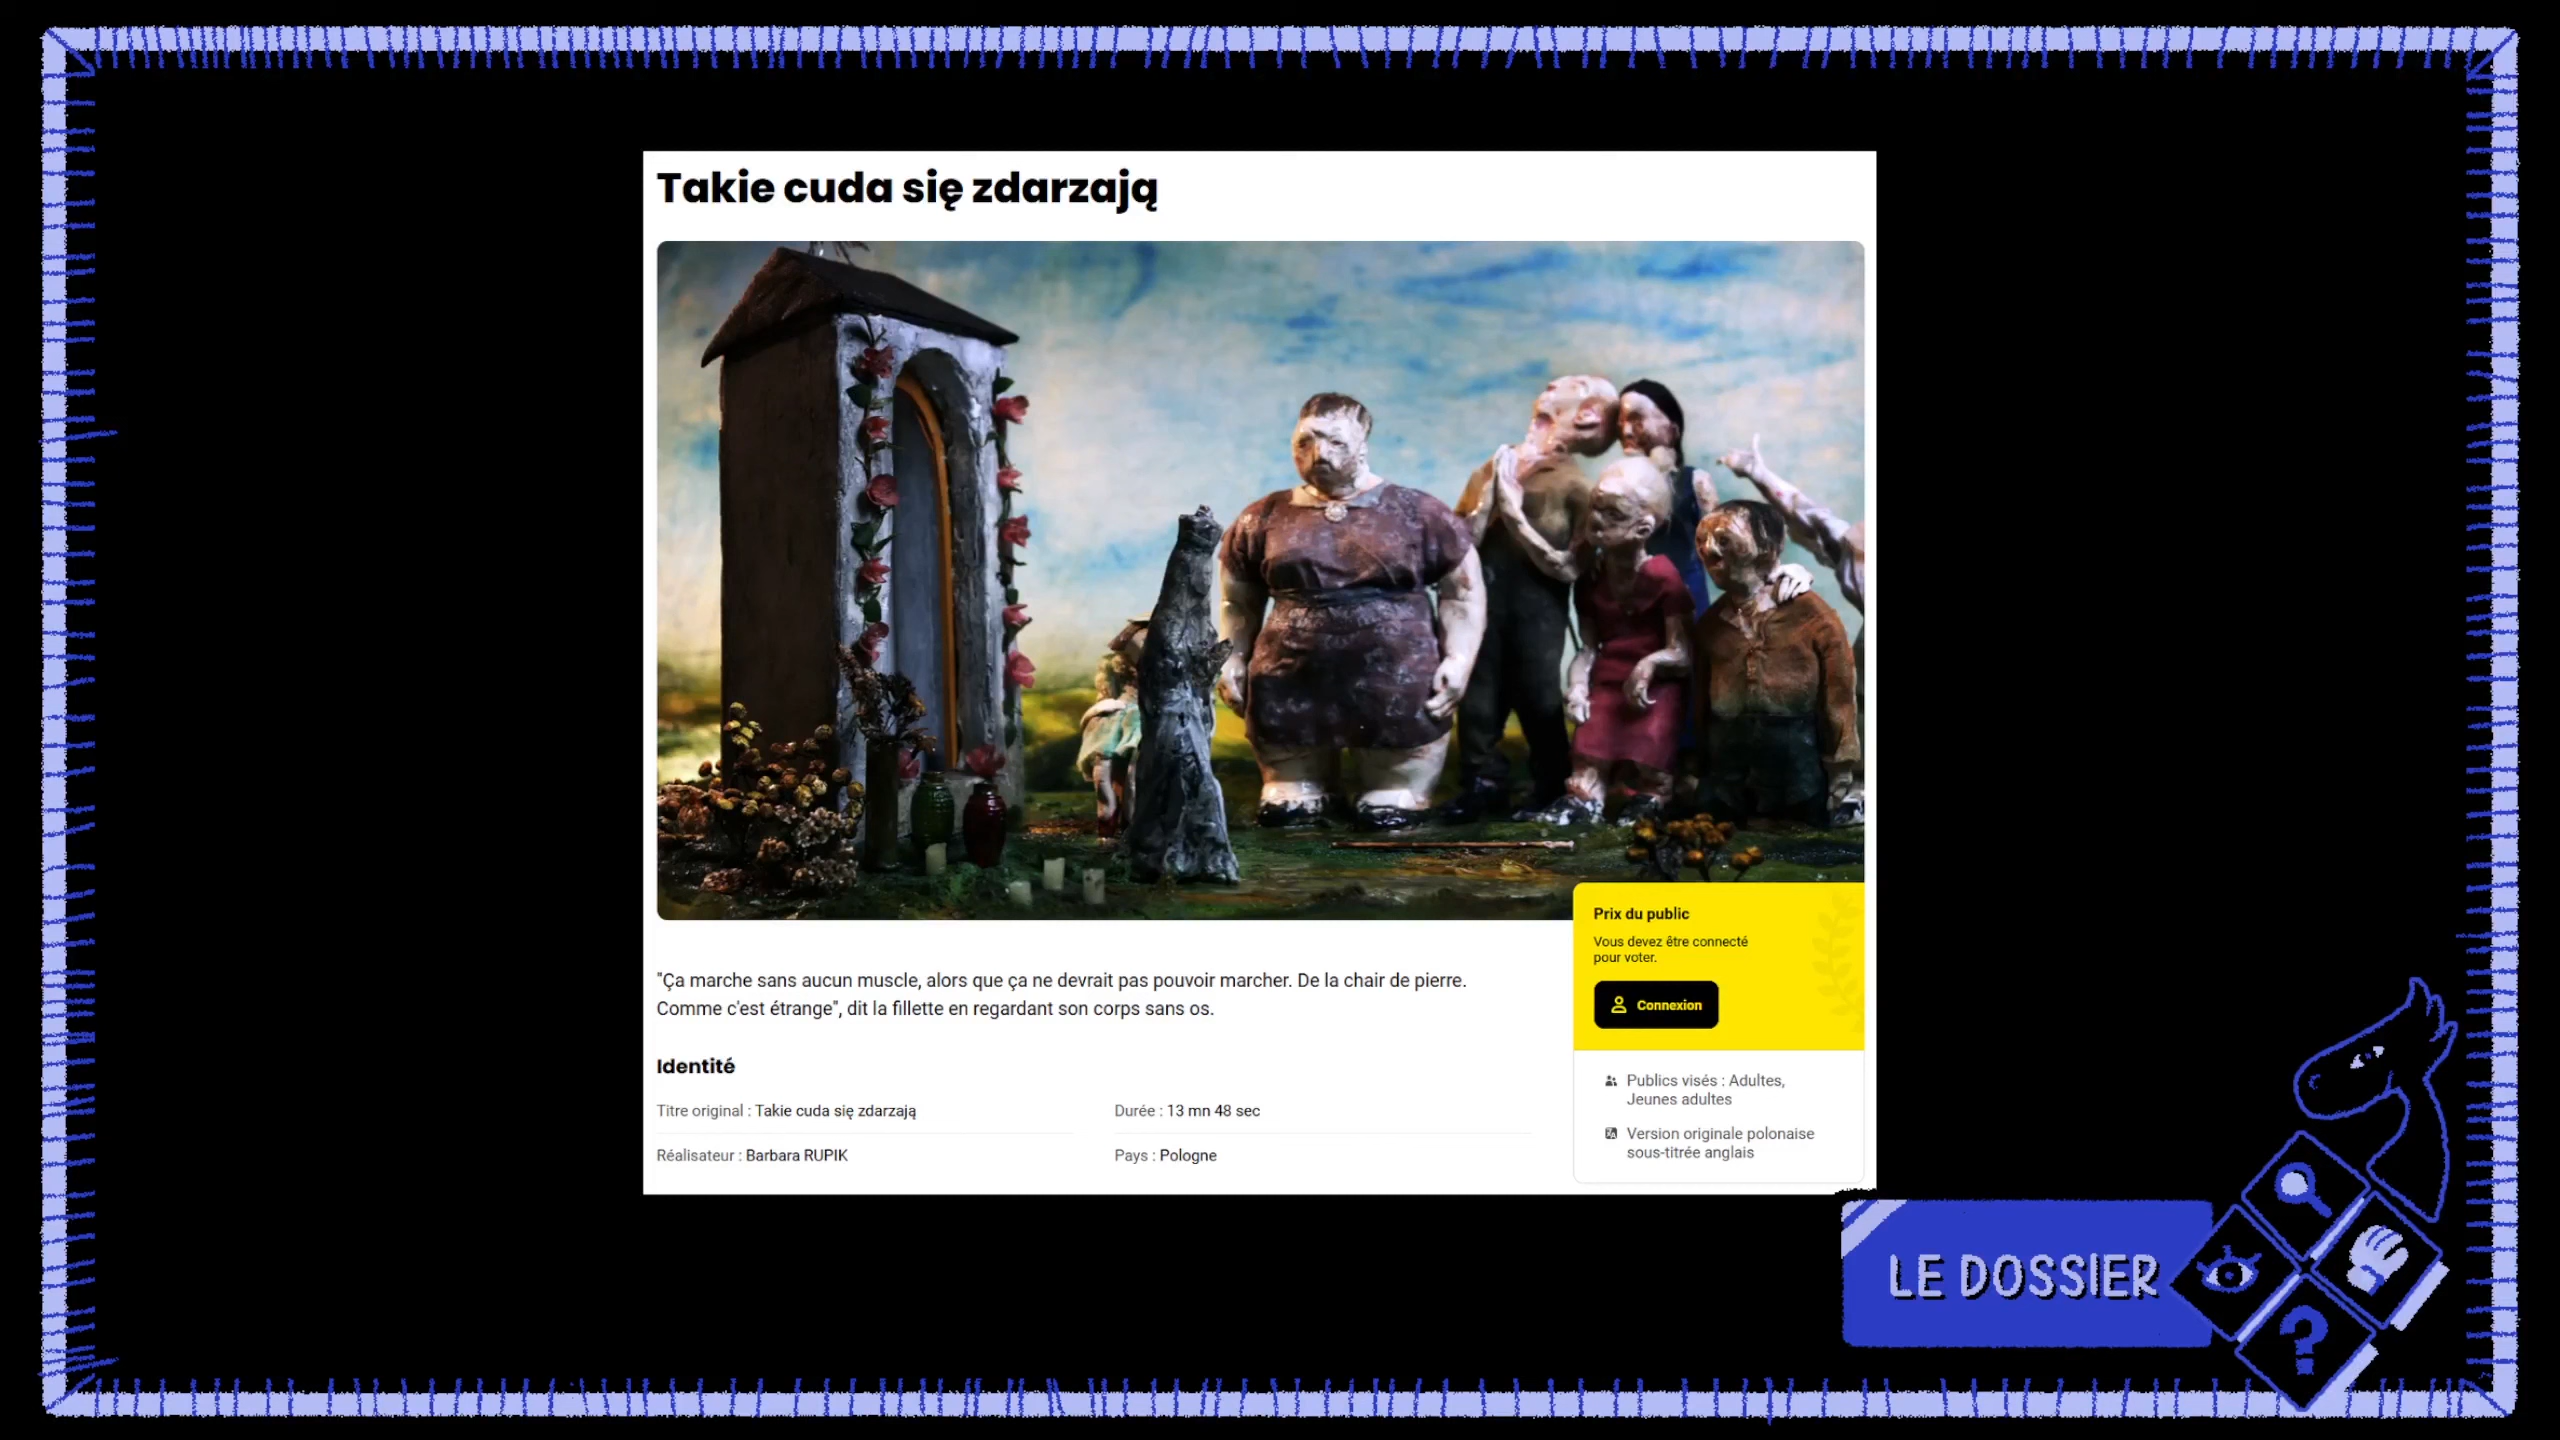 Takie cuda się zdarzają
Prix du public
Vous devez être connecté
pour voter.
Connexion
"Ça marche sans aucun muscle, alors que ça ne devrait pas pouvoir marcher. De la chair de pierre.
Comme c'est étrange", dit la fillette en regardant son corps sans os.
Identité
Titre original : Takie cuda się zdarzają
Durée : 13 mn 48 sec
Réalisateur : Barbara RUPIK
Pays : Pologne
Publics visés : Adultes,
Jeunes adultes
Version originale polonaise
sous-titrée anglais
LE DOSSIER
?